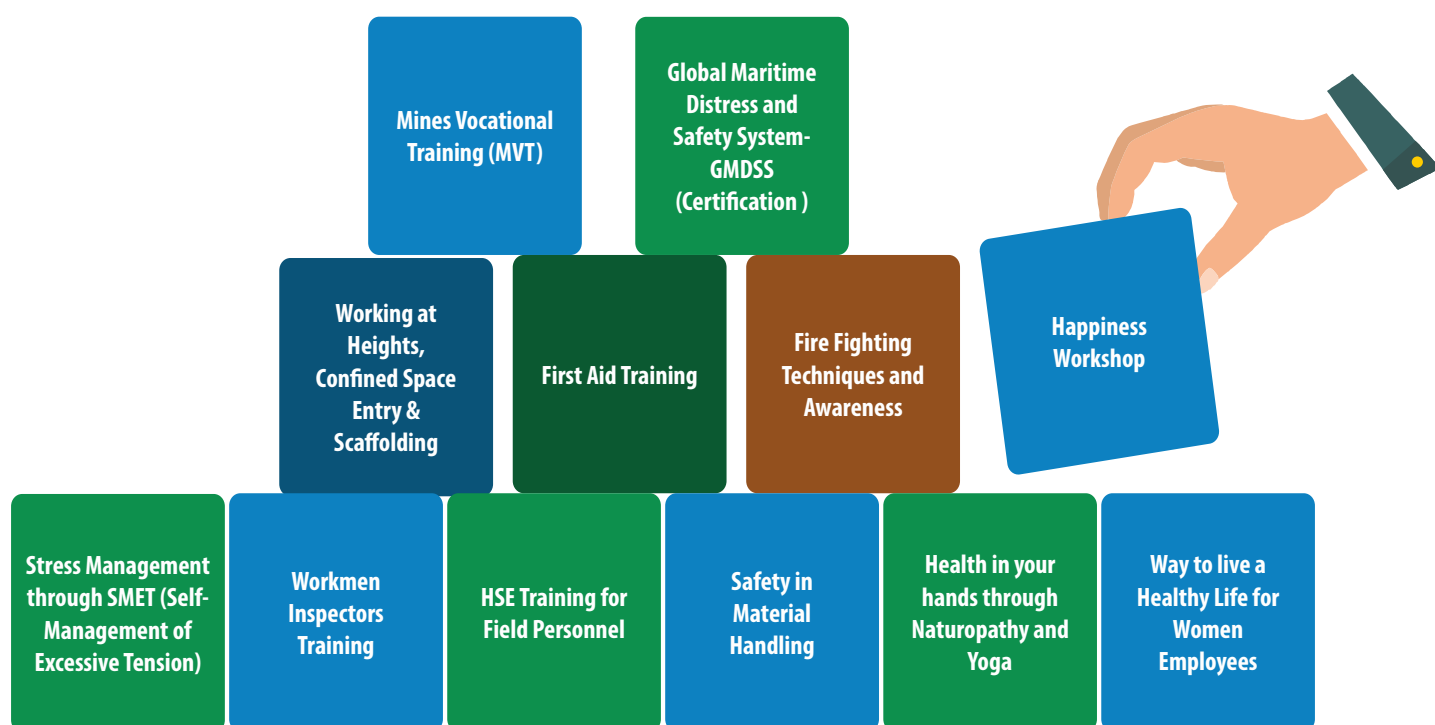 Mines Vocational
Training (MVT)
Global Maritime
Distress and
Safety System-
GMDSS
(Certification )
Working at
Heights,
Confined Space
Entry &
Scaffolding
First Aid Training
Fire Fighting
Techniques and
Awareness
Happiness
Workshop
Stress Management
through SMET (Self-
Management of
Excessive Tension)
Workmen
Inspectors
Training
HSE Training for
Field Personnel
Safety in
Material
Handling
Health in your
hands through
Naturopathy and
Yoga
Way to live a
Healthy Life for
Women
Employees